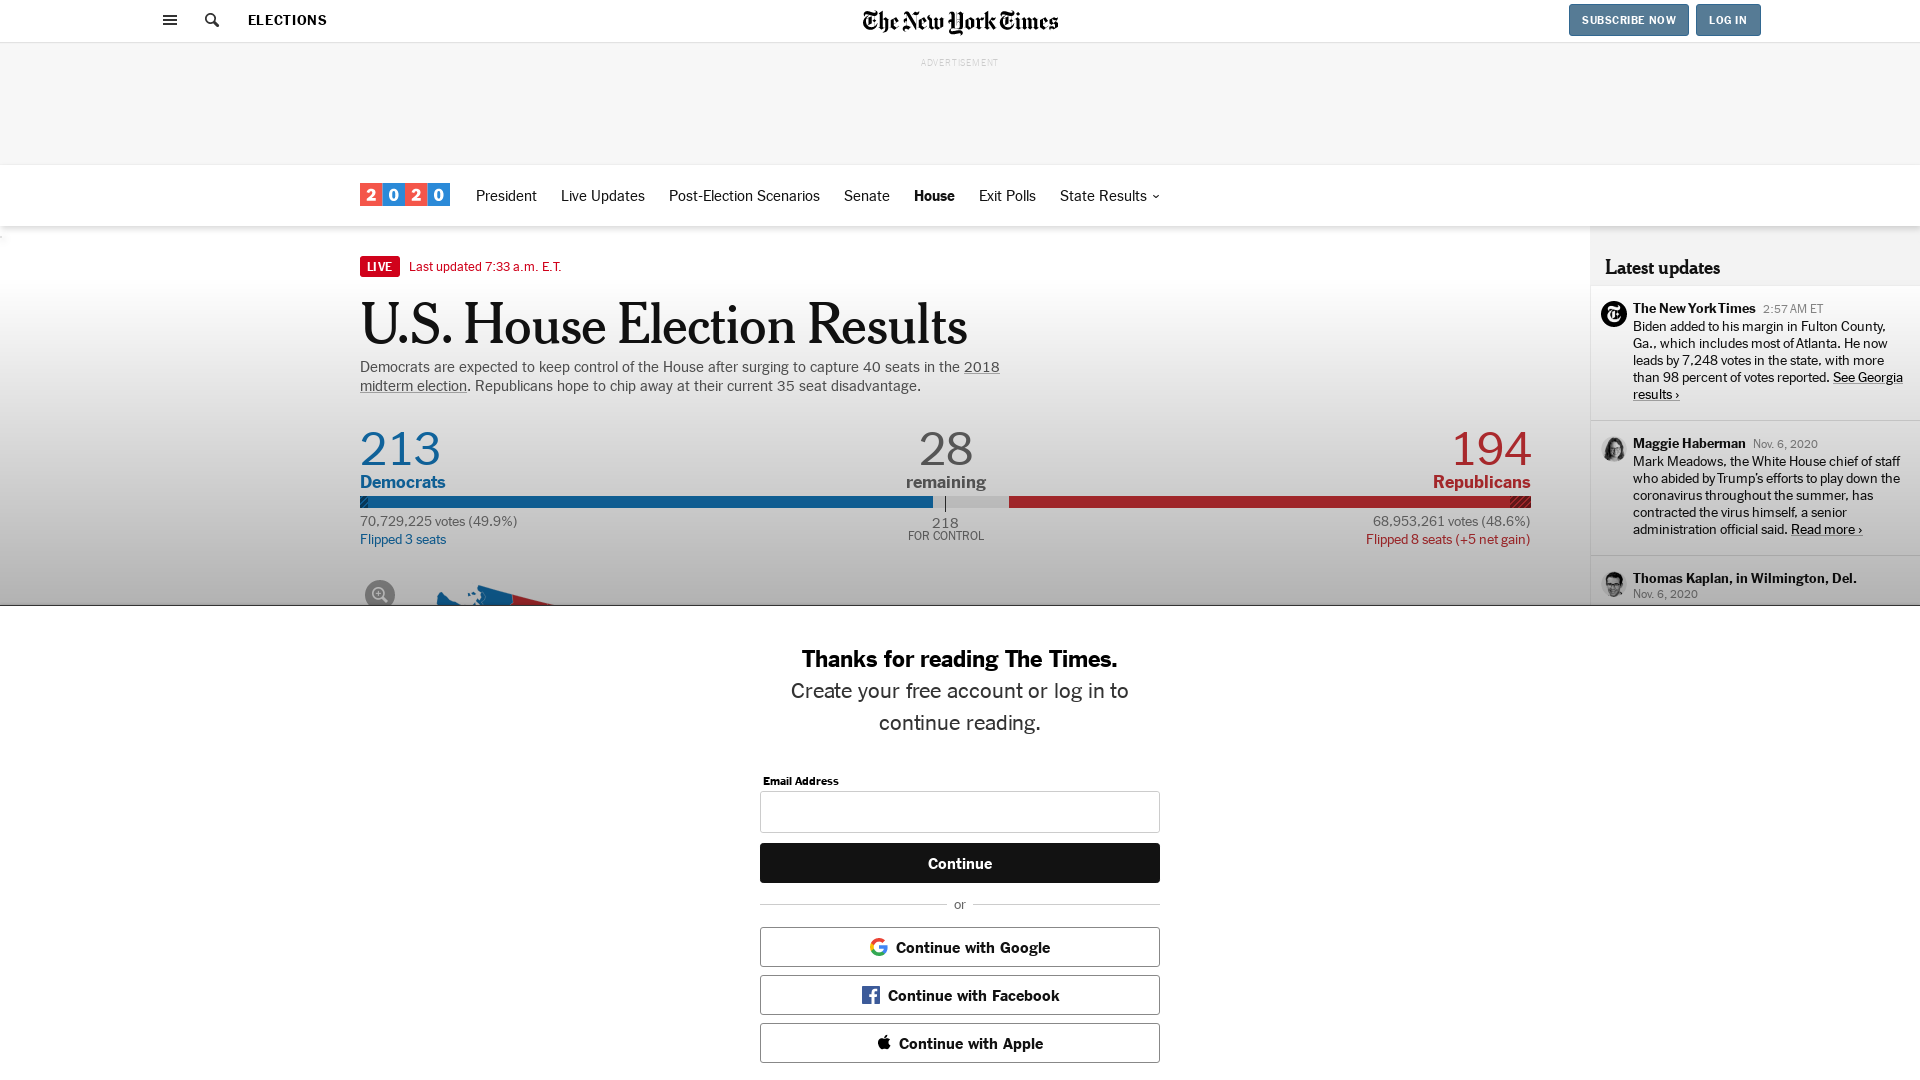 ELECTIONS
The New York Times
SUBSCRIBE NOW
LOG IN
ADVERTISEMENT
2020
President
Live Updates
Post-Election Scenarios
Senate
House
Exit Polls
State Results
LIVE
Last updated 7:33 a.m. E.T.
U.S. House Election Results
Democrats are expected to keep control of the House after surging to capture 40 seats in the 2018
midterm election. Republicans hope to chip away at their current 35 seat disadvantage.
213
28
194
Democrats
remaining
Republicans
70,729,225 votes (49.9%)
218
68,953,261 votes (48.6%)
Flipped 3 seats
FOR CONTROL
Flipped 8 seats (+5 net gain)
Latest updates
The New York Times 2:57 AM ET
Biden added to his margin in Fulton County,
Ga., which includes most of Atlanta. He now
leads by 7,248 votes in the state, with more
than 98 percent of votes reported. See Georgia
results ›
Maggie Haberman Nov. 6, 2020
Mark Meadows, the White House chief of staff
who abided by Trump’s efforts to play down the
coronavirus throughout the summer, has
contracted the virus himself, a senior
administration official said. Read more ›
Thomas Kaplan, in Wilmington, Del.
Nov. 6, 2020
Thanks for reading The Times.
Create your free account or log in to
continue reading.
Email Address
Continue
or
Continue with Google
Continue with Facebook
Continue with Apple